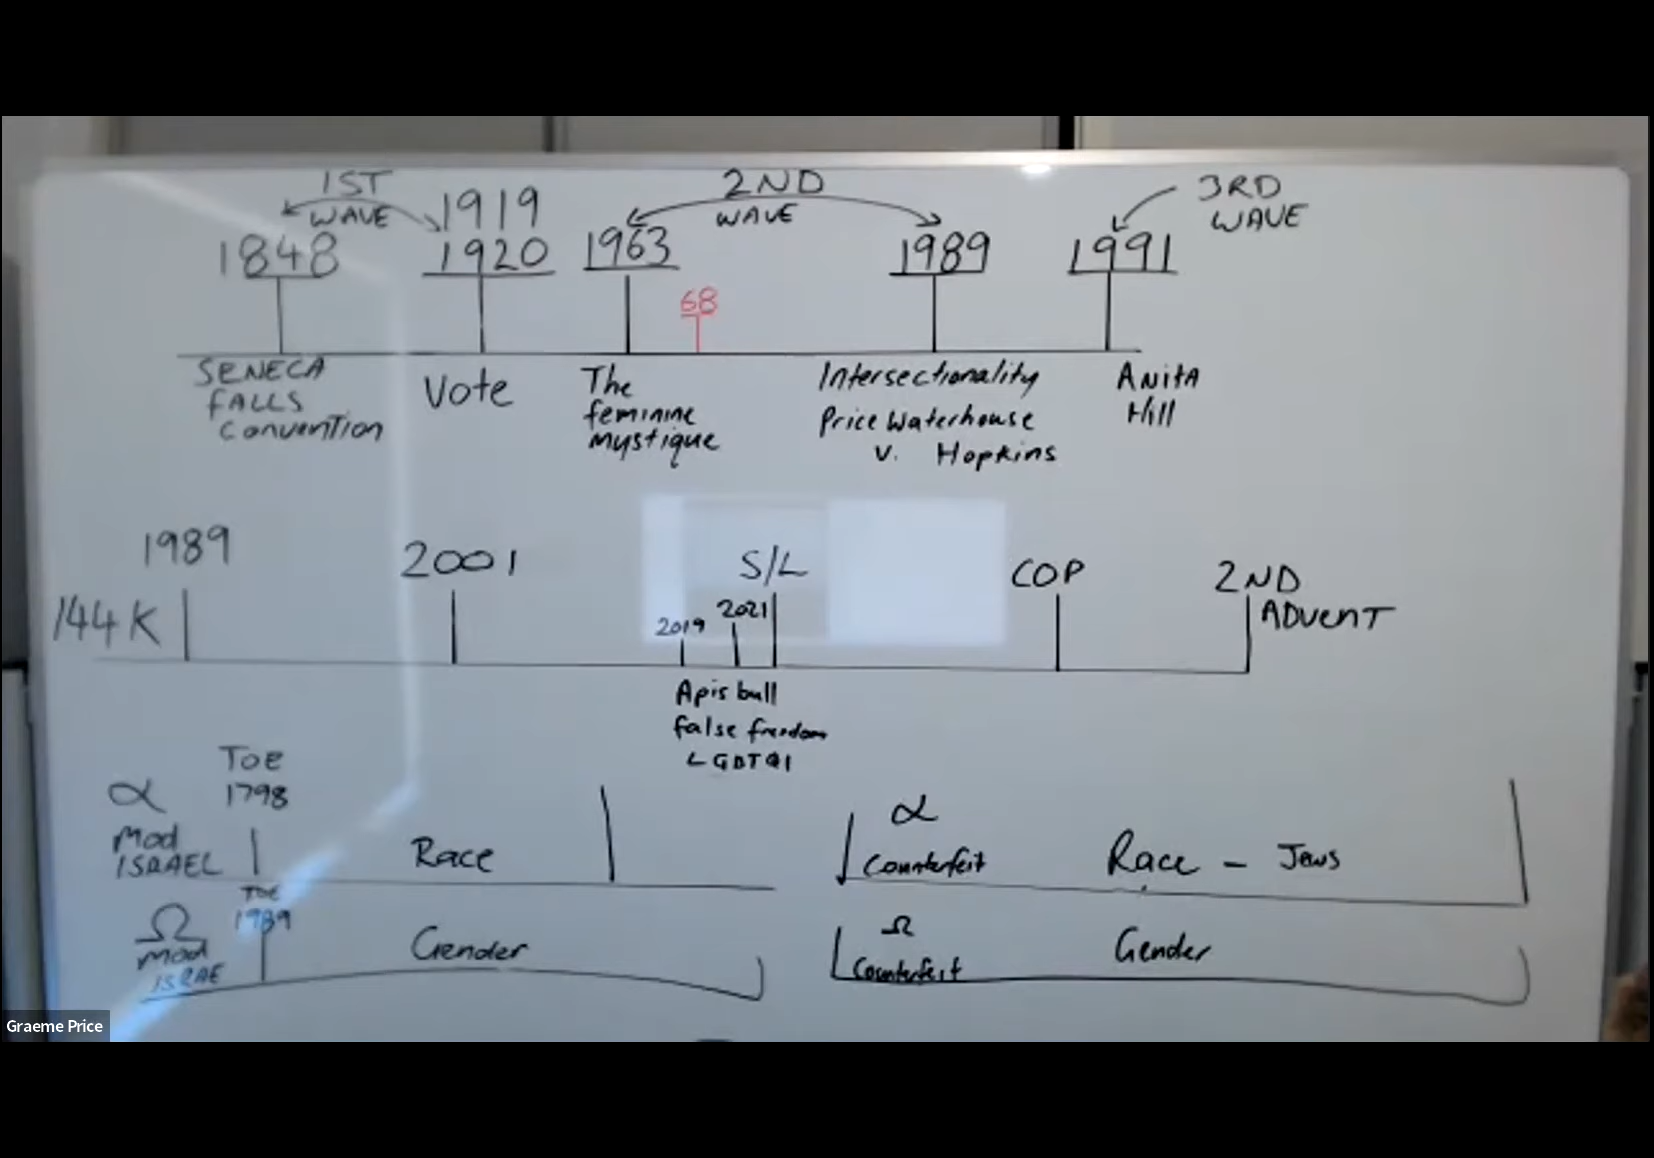 1ST
WAVE
2ND
WAVE
3RD
WAVE
1848
1919
1920
1963
68
1989
1991
SENECA
FALLS
Convention
Vote
The
feminine
mystique
Intersectionality
Price Waterhouse
v. Hopkins
Anita
Hill
144K
1989
2001
2019
2021
S/L
COP
2ND
ADVENT
Apis bull
false freedom
LGBTQI
α
Mod
ISRAEL
TOE
1798
Race
α
Counterfeit
Race - Jews
Ω
Mod
ISRAE
TOE
1989
Gender
Ω
Counterfeit
Gender
Graeme Price